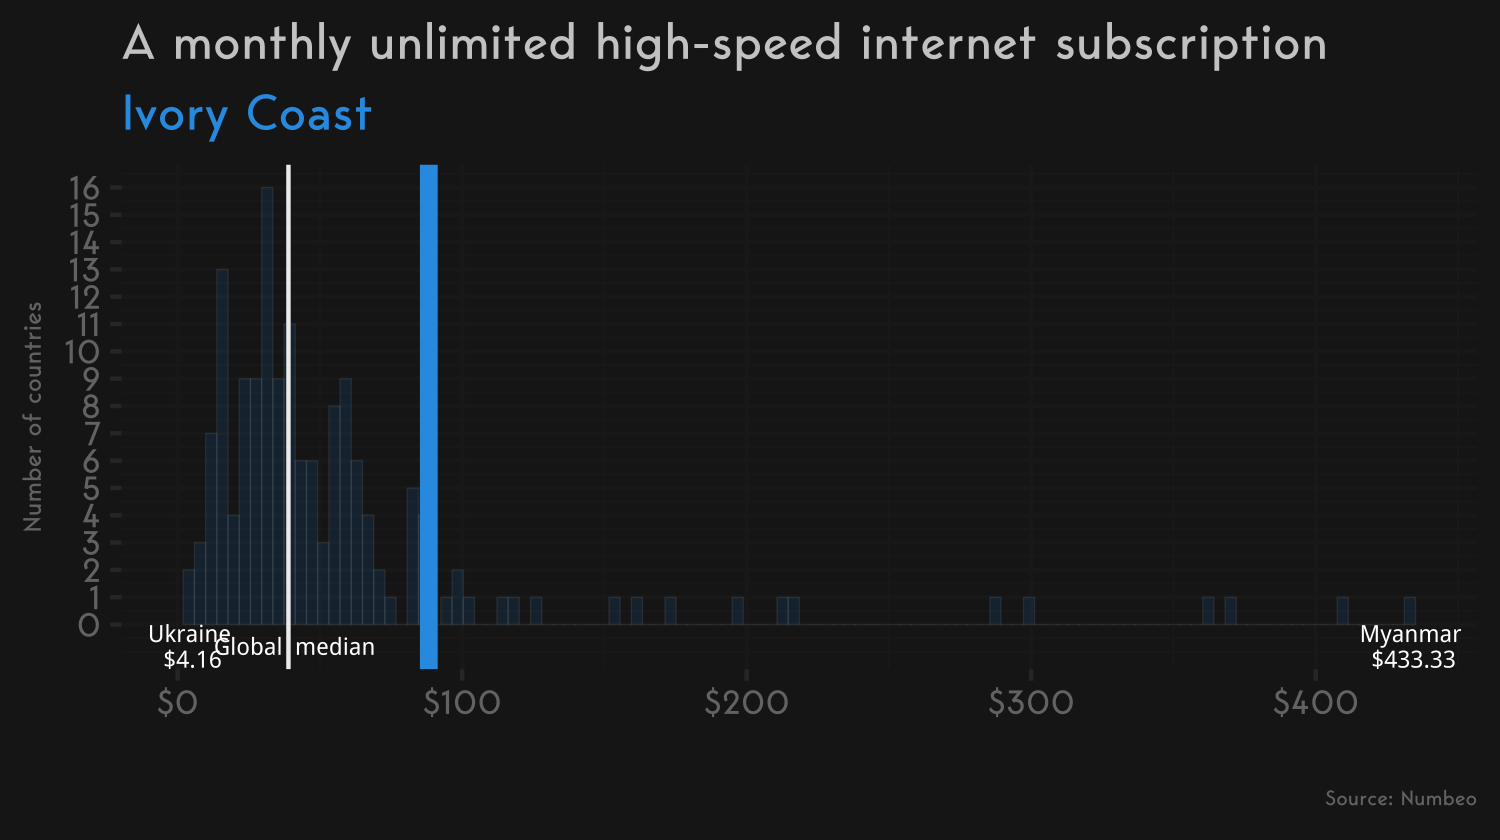 A monthly unlimited high-speed internet subscription
Ivory Coast
Number of countries
16
15
14
13
12
11
10
9
8
7
6
5
4
3
2
1
0
Ukraine
$4.16
Global median
Myanmar
$433.33
$0 $100 $200 $300 $400
Source: Numbeo